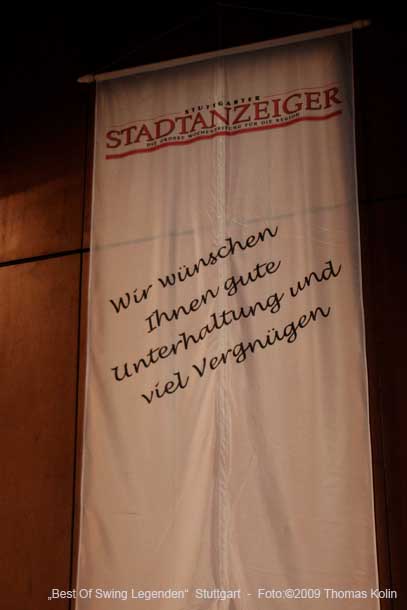 STUTTGARTER
STADTANZEIGER
DIE GROSSE WOCHENZEITUNG FÜR DIE REGION
Wir wünschen
Ihnen gute
Unterhaltung und
viel Vergnügen
„Best Of Swing Legenden“ Stuttgart - Foto:©2009 Thomas Kolin